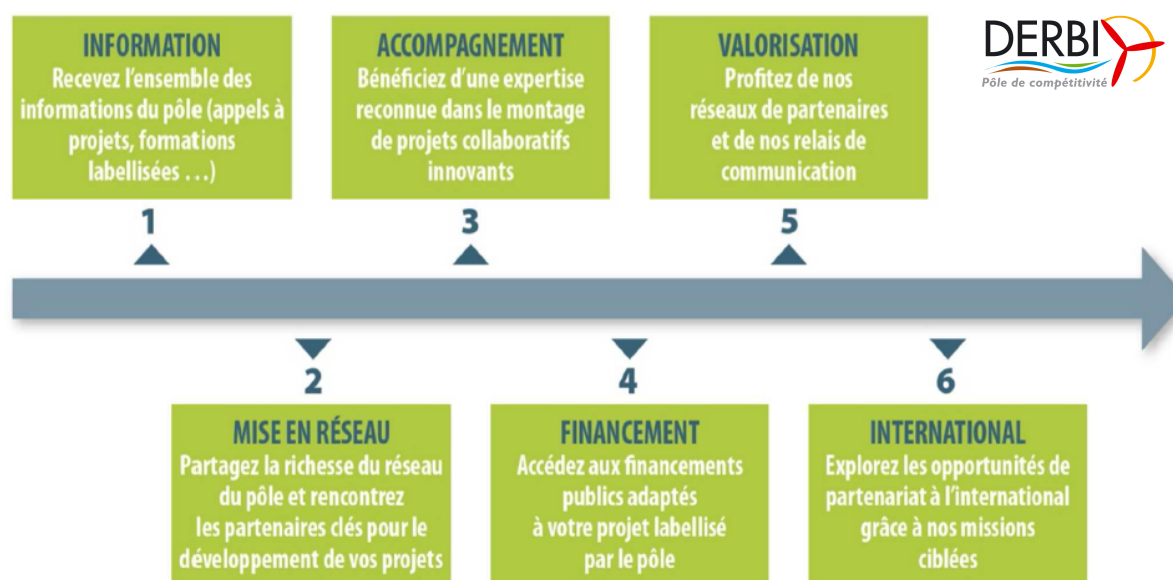 INFORMATION
Recevez l'ensemble des
informations du pôle (appels à
projets, formations
labellisées ...)
1
ACCOMPAGNEMENT
Bénéficiez d'une expertise
reconnue dans le montage
de projets collaboratifs
innovants
3
VALORISATION
Profitez de nos
réseaux de partenaires
et de nos relais de
communication
5
DERBI
Pôle de compétitivité
2
MISE EN RÉSEAU
Partagez la richesse du réseau
du pôle et rencontrez
les partenaires clés pour le
développement de vos projets
4
FINANCEMENT
Accédez aux financements
publics adaptés
à votre projet labellisé
par le pôle
6
INTERNATIONAL
Explorez les opportunités de
partenariat à l'international
grâce à nos missions
ciblées